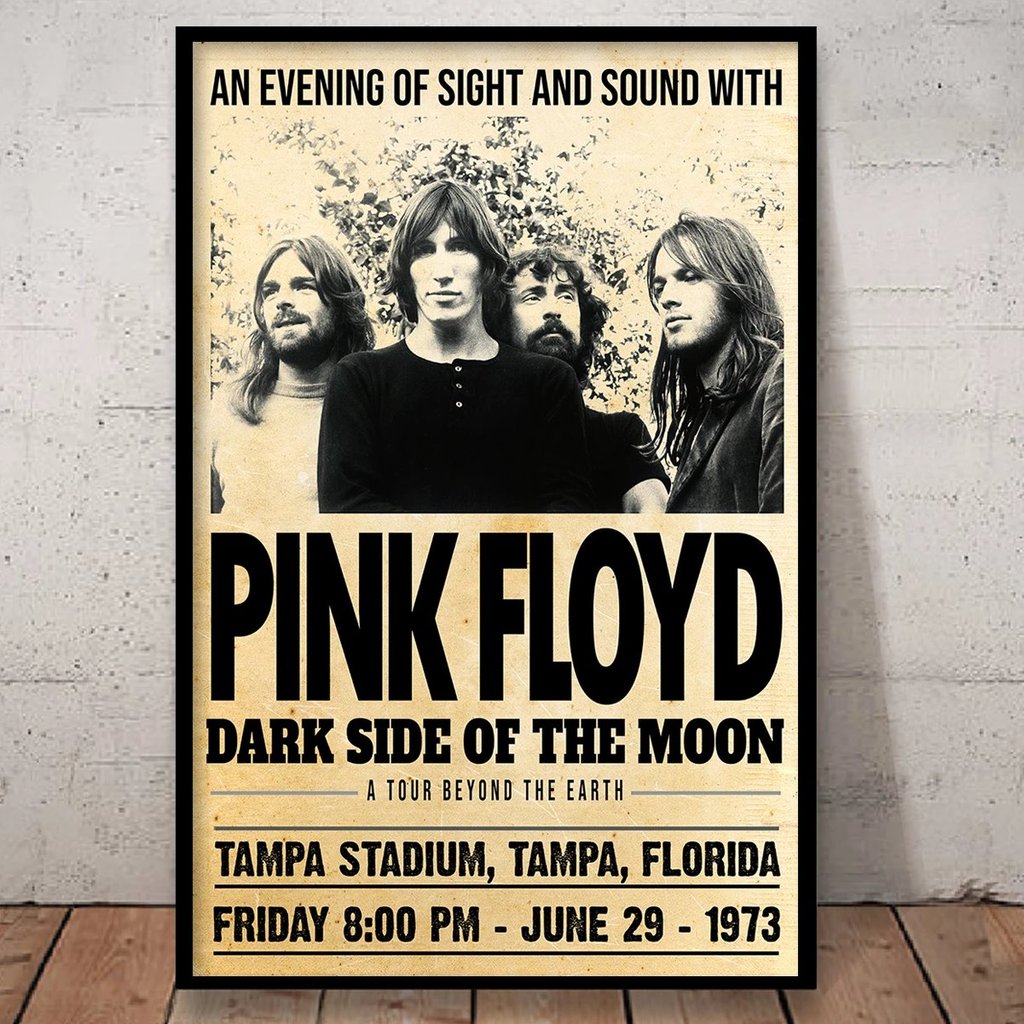 AN EVENING OF SIGHT AND SOUND WITH
PINK FLOYD
DARK SIDE OF THE MOON
A TOUR BEYOND THE EARTH
TAMPA STADIUM, TAMPA, FLORIDA
FRIDAY 8:00 PM - JUNE 29 - 1973